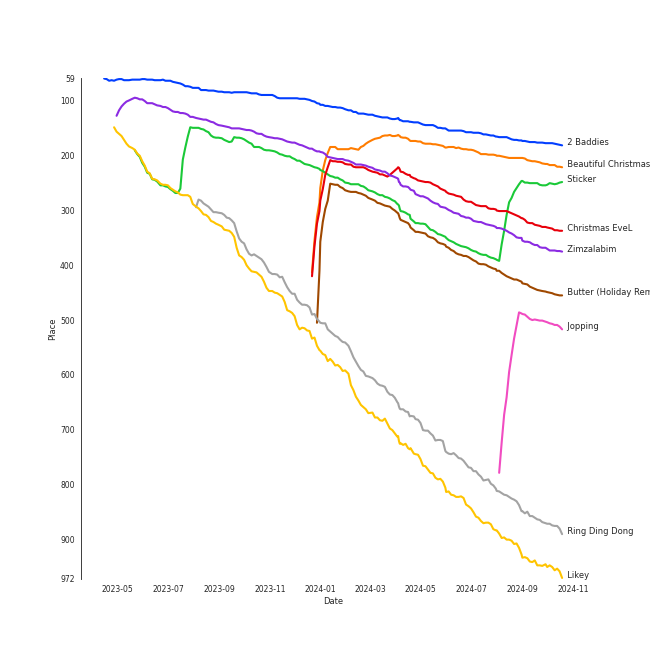 59
100
200
300
400
500
600
700
800
900
972
Place
2023-05
2023-07
2023-09
2023-11
2024-01
2024-03
2024-05
2024-07
2024-09
2024-11
Date
2 Baddies
Beautiful Christmas
Sticker
Christmas EveL
Zimzalabim
Butter (Holiday Rem
Jopping
Ring Ding Dong
Likey